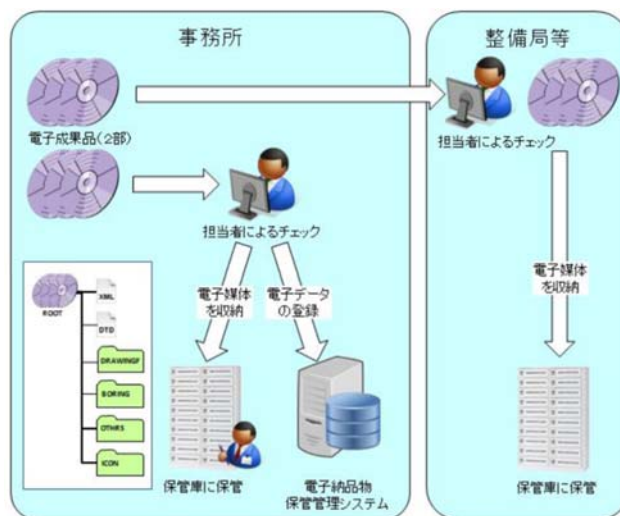 事務所
整備局等
電子成果品(2部)
担当者によるチェック
担当者によるチェック
電子媒体
を収納
電子データ
の登録
電子媒体
を収納
ROOT
XML
DTD
DRAWINGF
BORING
OTHRS
ICON
保管庫に保管
電子納品物
保管管理システム
保管庫に保管